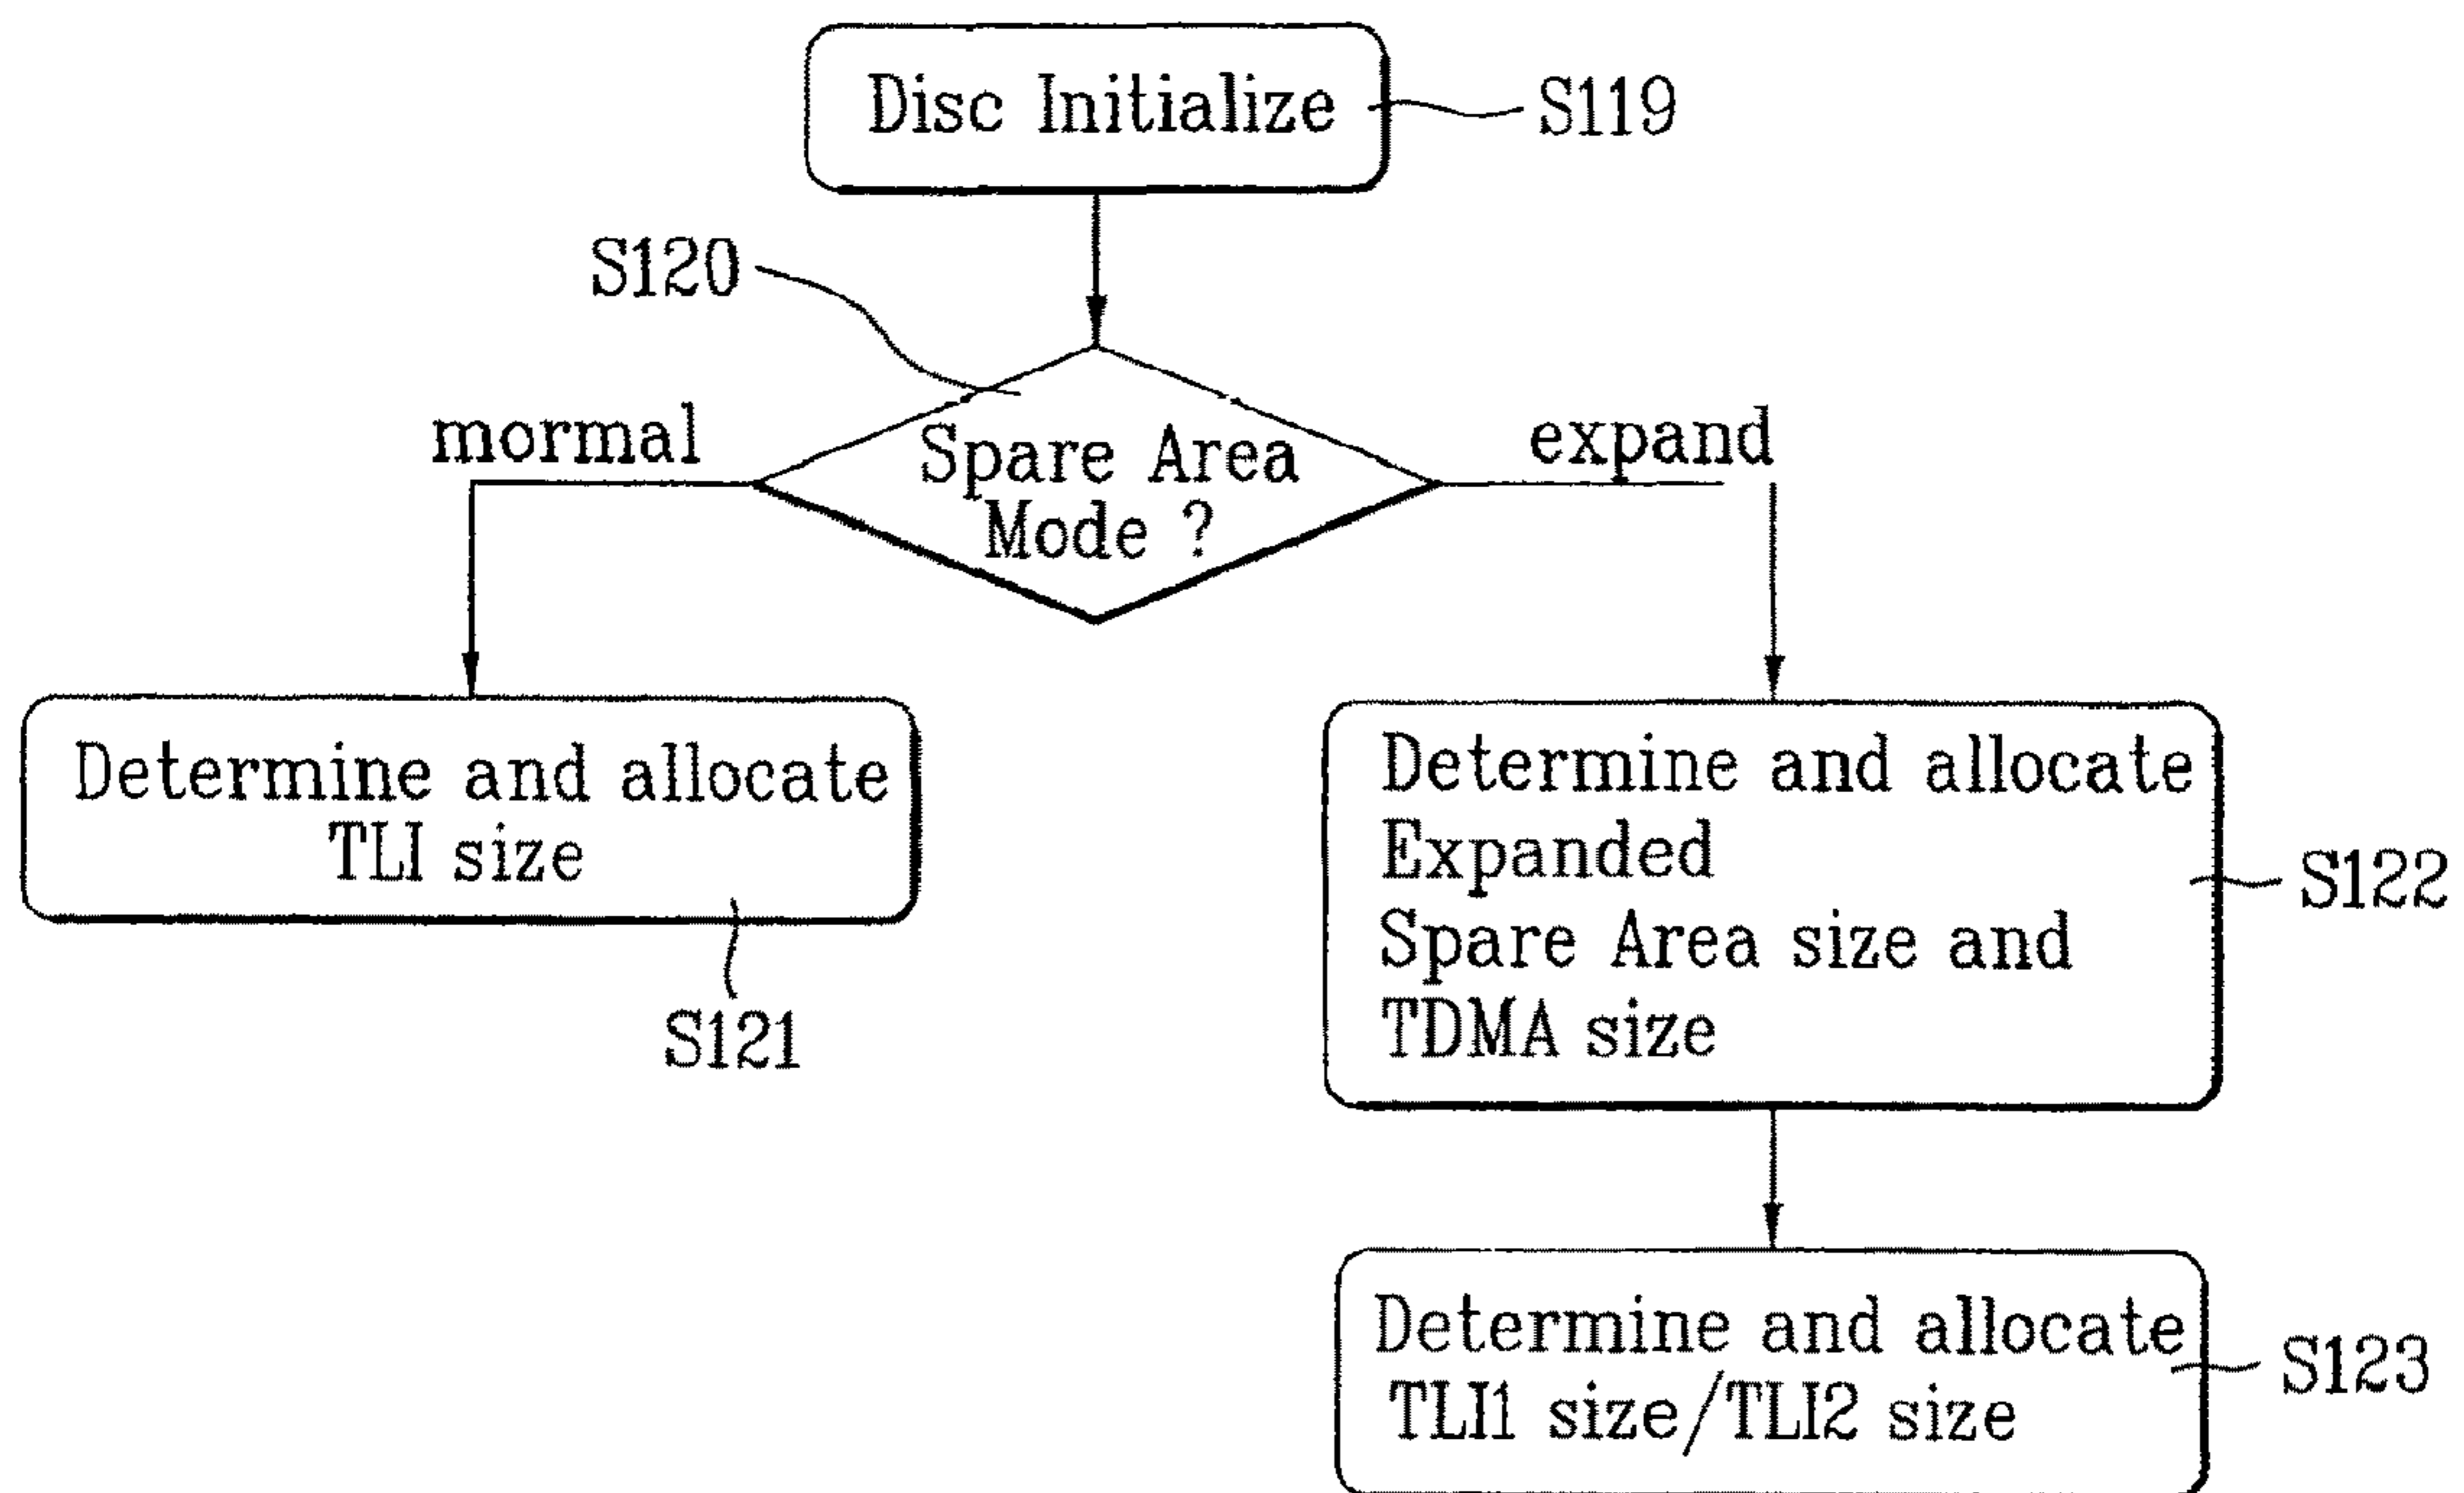 Disc Initialize
S119
S120
mormal
expand
Spare Area
Mode ?
Determine and allocate
TLI size
S121
Determine and allocate
Expanded
Spare Area size and
TDMA size
S122
Determine and allocate
TLI1 size/TLI2 size
S123